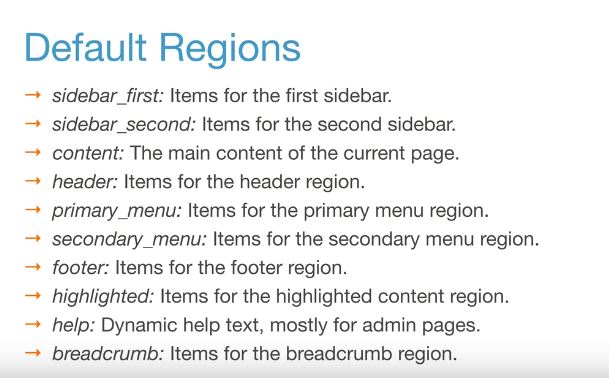 Default Regions
→ sidebar_first: Items for the first sidebar.
→ sidebar_second: Items for the second sidebar.
→ content: The main content of the current page.
→ header: Items for the header region.
→ primary_menu: Items for the primary menu region.
→ secondary_menu: Items for the secondary menu region.
→ footer: Items for the footer region.
→ highlighted: Items for the highlighted content region.
→ help: Dynamic help text, mostly for admin pages.
→ breadcrumb: Items for the breadcrumb region.